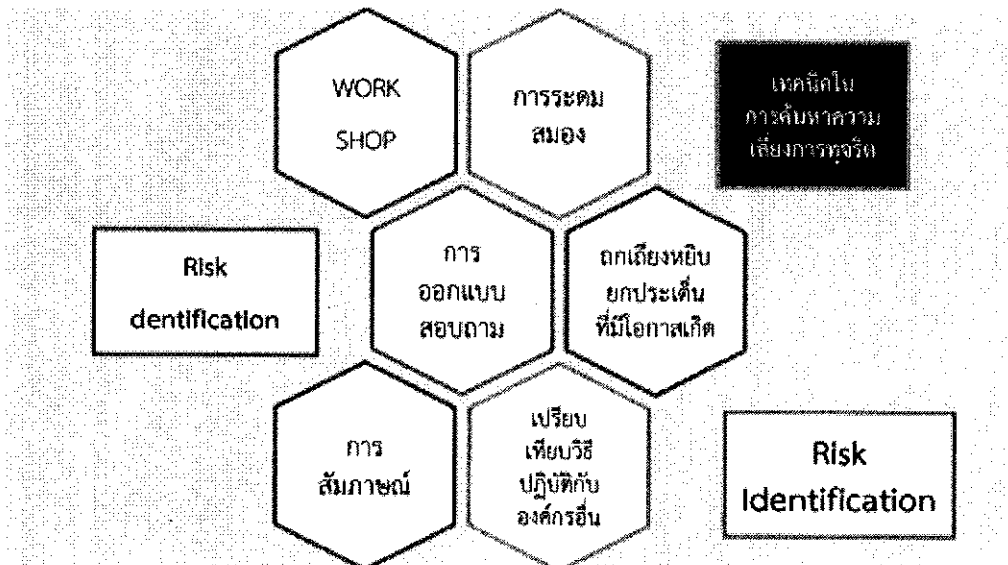 WORK
SHOP
การระดม
สมอง
เทคนิคใน
การค้นหาความ
เสี่ยงการทุจริต
Risk
dentification
การ
ออกแบบ
สอบถาม
ถกเถียงหยิบ
ยกประเด็น
ที่มีโอกาสเกิด
การ
สัมภาษณ์
เปรียบ
เทียบวิธี
ปฏิบัติกับ
องค์กรอื่น
Risk
Identification